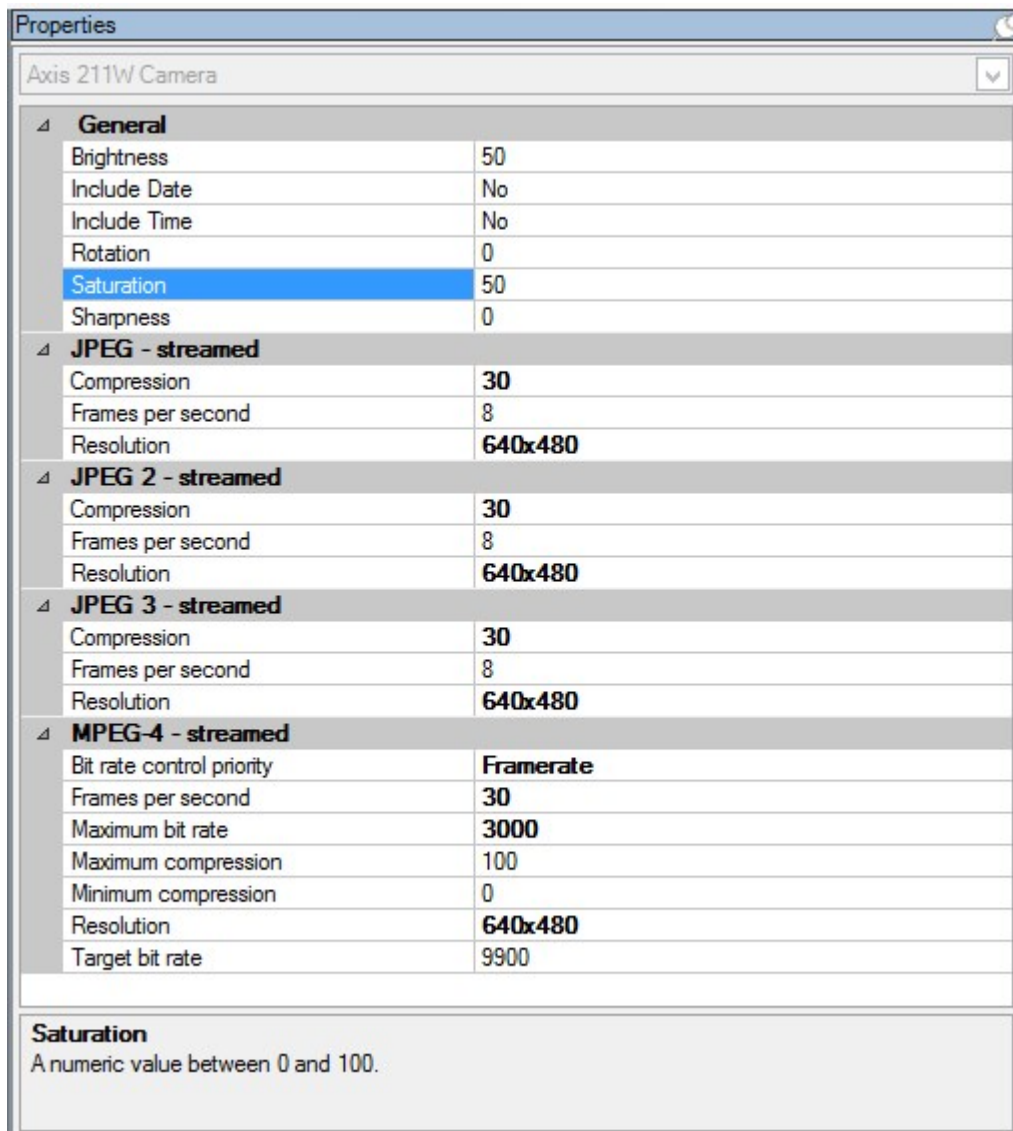 Properties
Axis 211W Camera
General
Brightness 50
Include Date No
Include Time No
Rotation 0
Saturation 50
Sharpness 0
JPEG - streamed
Compression 30
Frames per second 8
Resolution 640x480
JPEG 2 - streamed
Compression 30
Frames per second 8
Resolution 640x480
JPEG 3 - streamed
Compression 30
Frames per second 8
Resolution 640x480
MPEG-4 - streamed
Bit rate control priority Framerate
Frames per second 30
Maximum bit rate 3000
Maximum compression 100
Minimum compression 0
Resolution 640x480
Target bit rate 9900
Saturation
A numeric value between 0 and 100.